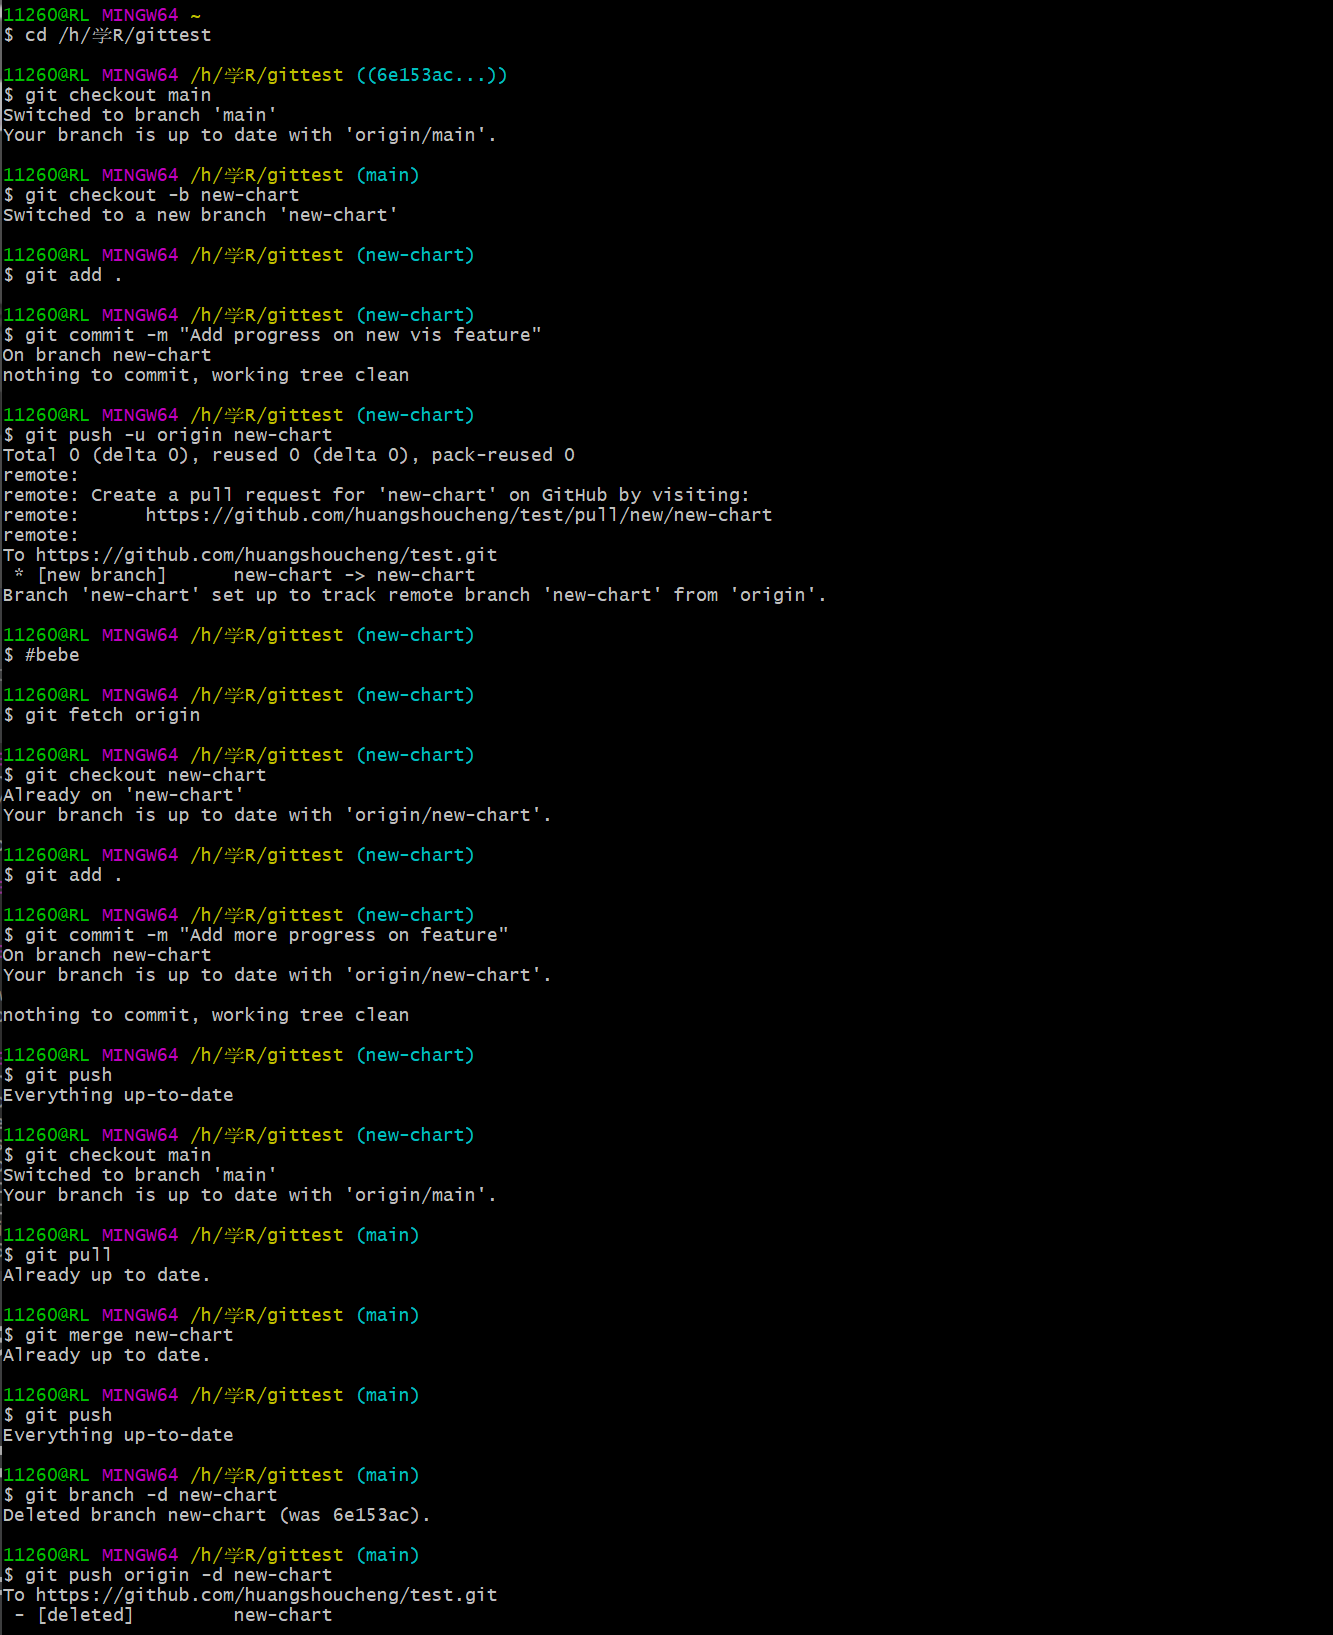 11260@RL MINGW64 ~
$ cd /h/学R/gittest
11260@RL MINGW64 /h/学R/gittest ((6e153ac...))
$ git checkout main
Switched to branch 'main'
Your branch is up to date with 'origin/main'.
11260@RL MINGW64 /h/学R/gittest (main)
$ git checkout -b new-chart
Switched to a new branch 'new-chart'
11260@RL MINGW64 /h/学R/gittest (new-chart)
$ git add .
11260@RL MINGW64 /h/学R/gittest (new-chart)
$ git commit -m "Add progress on new vis feature"
On branch new-chart
nothing to commit, working tree clean
11260@RL MINGW64 /h/学R/gittest (new-chart)
$ git push -u origin new-chart
Total 0 (delta 0), reused 0 (delta 0), pack-reused 0
remote:
remote: Create a pull request for 'new-chart' on GitHub by visiting:
remote:      https://github.com/huangshoucheng/test/pull/new/new-chart
remote:
To https://github.com/huangshoucheng/test.git
 * [new branch]      new-chart -> new-chart
Branch 'new-chart' set up to track remote branch 'new-chart' from 'origin'.
11260@RL MINGW64 /h/学R/gittest (new-chart)
$ #bebe
11260@RL MINGW64 /h/学R/gittest (new-chart)
$ git fetch origin
11260@RL MINGW64 /h/学R/gittest (new-chart)
$ git checkout new-chart
Already on 'new-chart'
Your branch is up to date with 'origin/new-chart'.
11260@RL MINGW64 /h/学R/gittest (new-chart)
$ git add .
11260@RL MINGW64 /h/学R/gittest (new-chart)
$ git commit -m "Add more progress on feature"
On branch new-chart
Your branch is up to date with 'origin/new-chart'.
nothing to commit, working tree clean
11260@RL MINGW64 /h/学R/gittest (new-chart)
$ git push
Everything up-to-date
11260@RL MINGW64 /h/学R/gittest (new-chart)
$ git checkout main
Switched to branch 'main'
Your branch is up to date with 'origin/main'.
11260@RL MINGW64 /h/学R/gittest (main)
$ git pull
Already up to date.
11260@RL MINGW64 /h/学R/gittest (main)
$ git merge new-chart
Already up to date.
11260@RL MINGW64 /h/学R/gittest (main)
$ git push
Everything up-to-date
11260@RL MINGW64 /h/学R/gittest (main)
$ git branch -d new-chart
Deleted branch new-chart (was 6e153ac).
11260@RL MINGW64 /h/学R/gittest (main)
$ git push origin -d new-chart
To https://github.com/huangshoucheng/test.git
 - [deleted]         new-chart